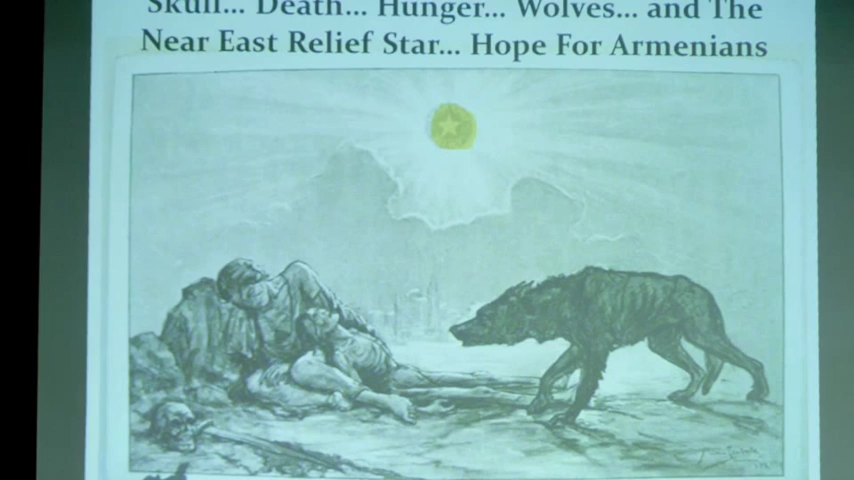 Skull... Death... Hunger... Wolves... and The
Near East Relief Star... Hope For Armenians